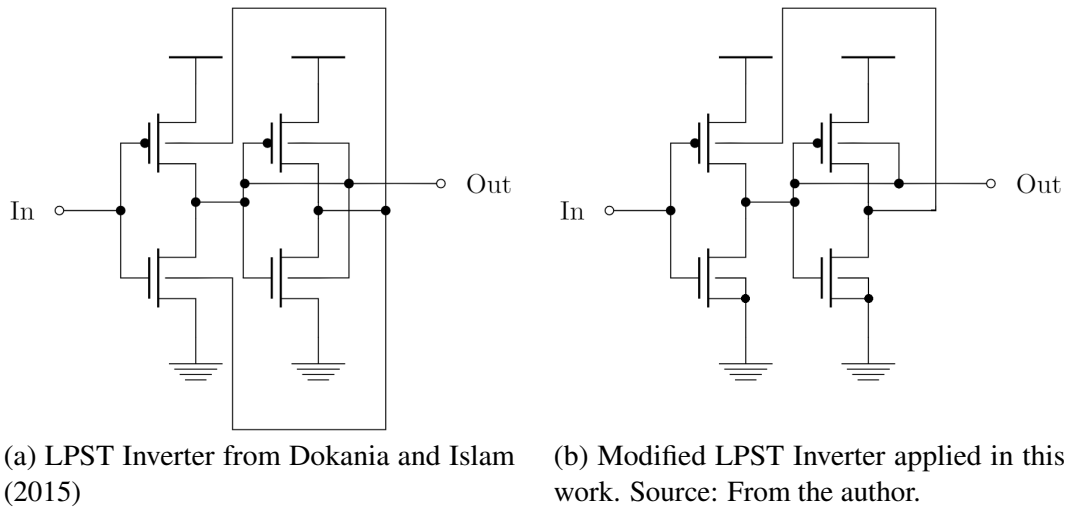 In
Out
In
Out
(a) LPST Inverter from Dokania and Islam
(2015)
(b) Modified LPST Inverter applied in this
work. Source: From the author.